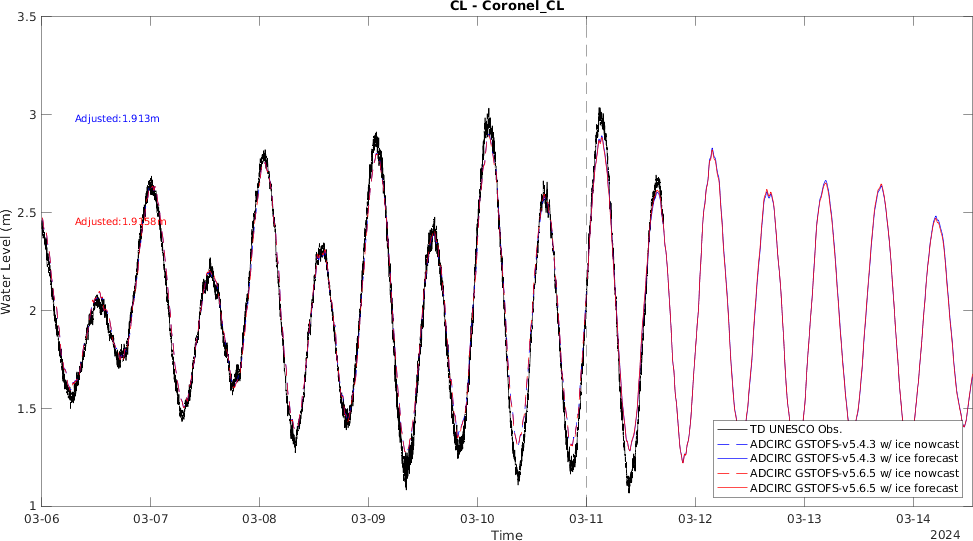 CL - Coronel_CL
3.5
3
2.5
2
1.5
1
Water Level (m)
Adjusted:1.913m
Adjusted:1.9158m
TD UNESCO Obs.
ADCIRC GSTOFS-v5.4.3 w/ ice nowcast
ADCIRC GSTOFS-v5.4.3 w/ ice forecast
ADCIRC GSTOFS-v5.6.5 w/ ice nowcast
ADCIRC GSTOFS-v5.6.5 w/ ice forecast
03-06 03-07 03-08 03-09 03-10 03-11 03-12 03-13 03-14
Time
2024